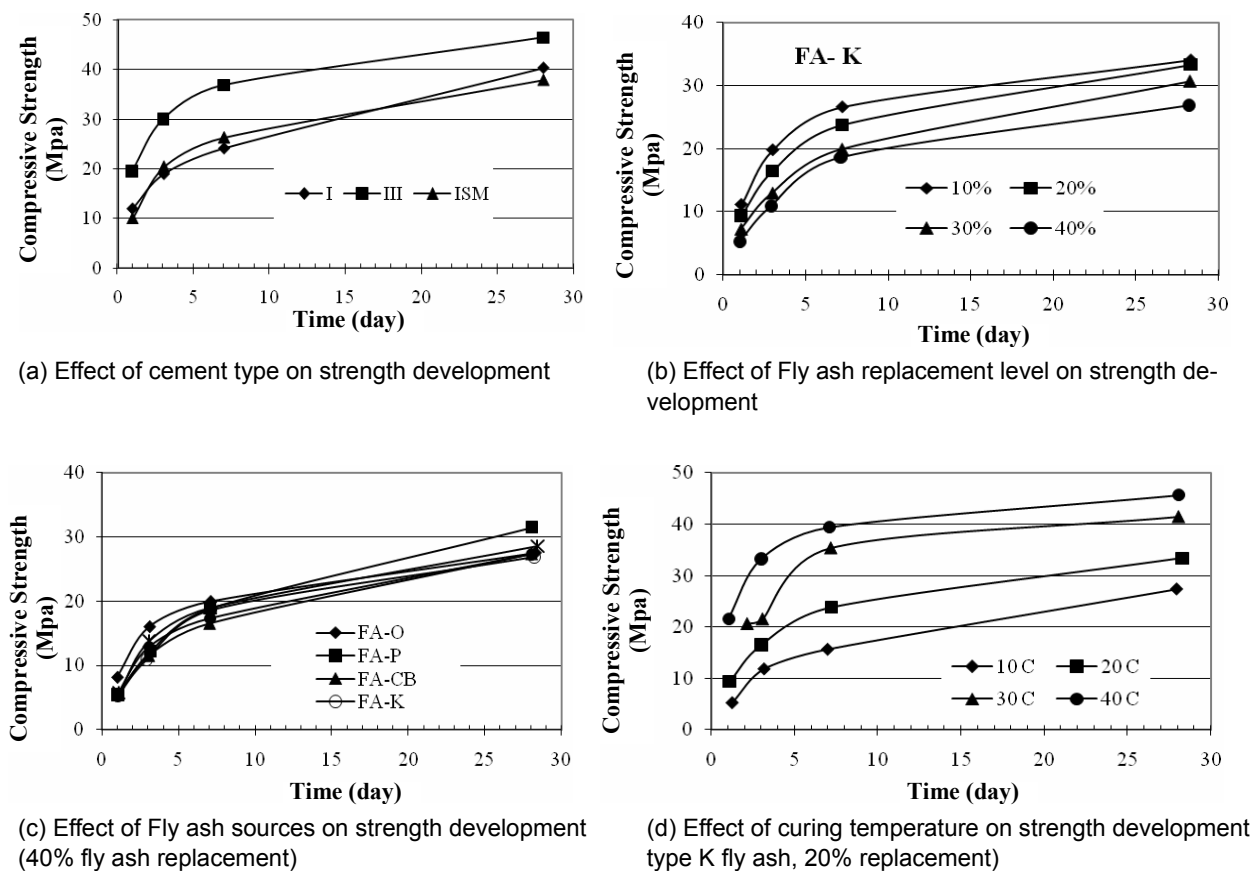 50
40
30
20
10
0
Compressive Strength
(Mpa)
I III ISM
0 5 10 15 20 25 30
Time (day)
(a) Effect of cement type on strength development
40
30
20
10
0
Compressive Strength
(Mpa)
FA- K
10% 20%
30% 40%
0 5 10 15 20 25 30
Time (day)
(b) Effect of Fly ash replacement level on strength de-
velopment
40
30
20
10
0
Compressive Strength
(Mpa)
FA-O
FA-P
FA-CB
FA-K
0 5 10 15 20 25 30
Time (day)
(c) Effect of Fly ash sources on strength development
(40% fly ash replacement)
50
40
30
20
10
0
Compressive Strength
(Mpa)
10 C 20 C
30 C 40 C
0 5 10 15 20 25 30
Time (day)
(d) Effect of curing temperature on strength development
type K fly ash, 20% replacement)